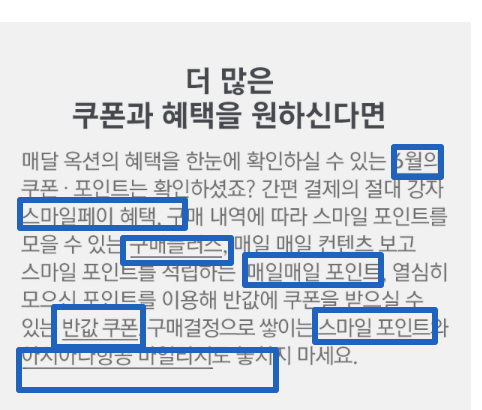 더 많은
쿠폰과 혜택을 원하신다면
매달 옥션의 혜택을 한눈에 확인하실 수 있는 6월의
쿠폰 · 포인트는 확인하셨죠? 간편 결제의 절대 강자
스마일페이 혜택, 구매 내역에 따라 스마일 포인트를
모을 수 있는 구매클러스, 매일 매일 컨텐츠 보고
스마일 포인트를 적립하는 매일매일 포인트, 열심히
모으신 포인트를 이용해 반값에 쿠폰을 받으실 수
있는 반값 쿠폰, 구매결정으로 쌓이는 스마일 포인트와
아시아나항공 마일리지도 놓치지 마세요.